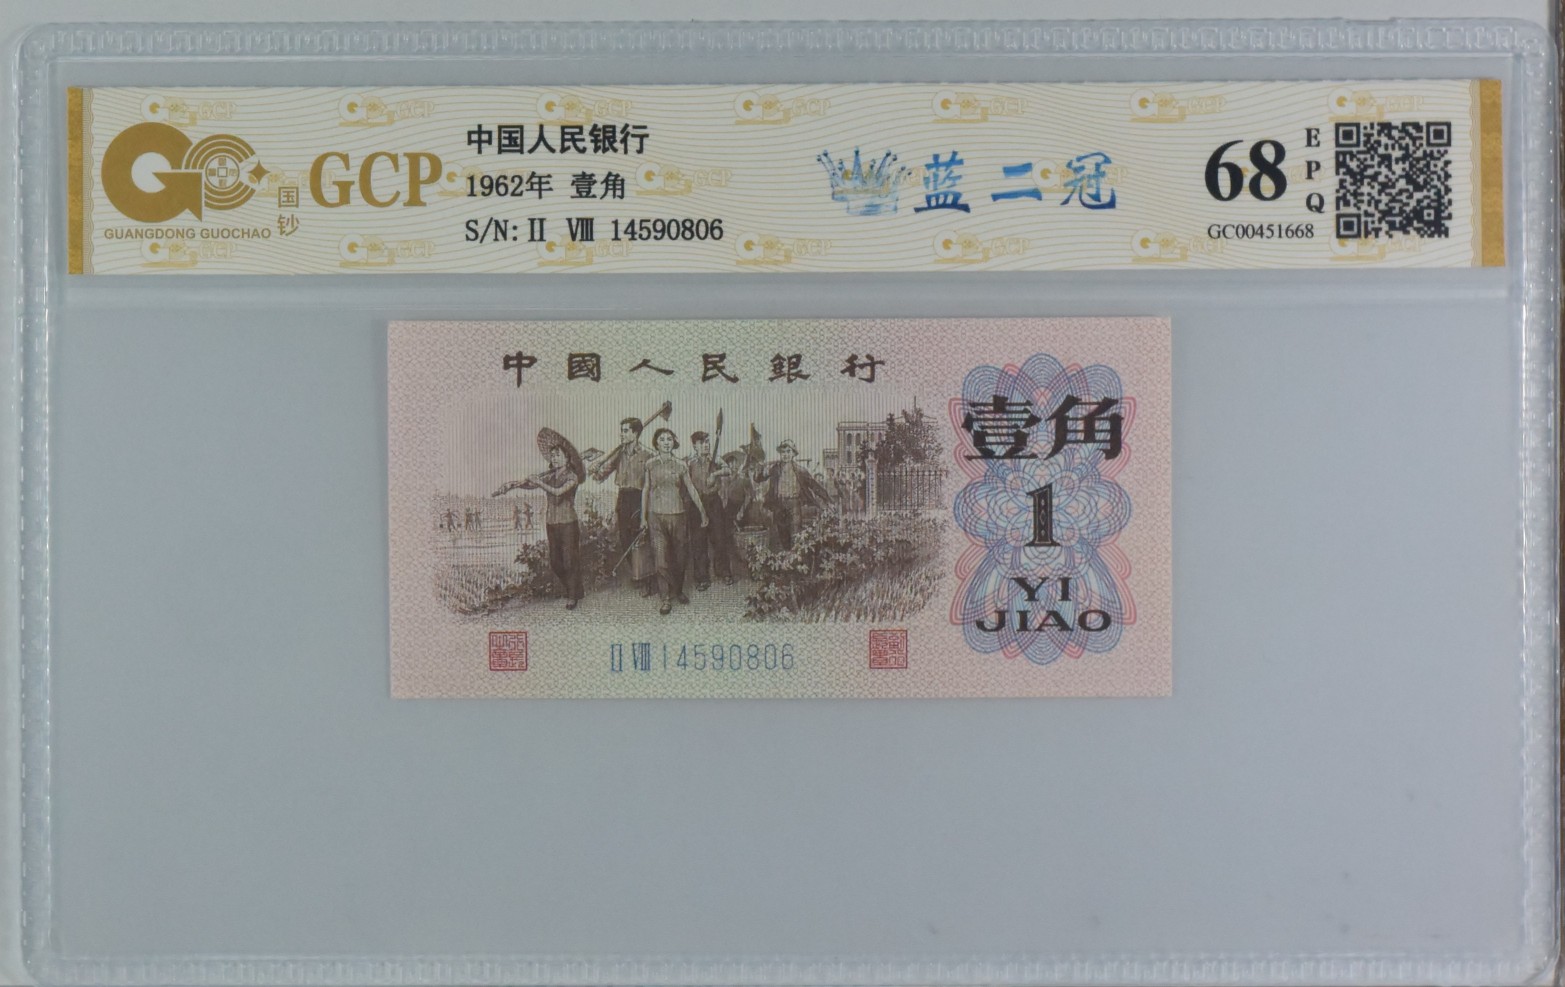 GCP
国
钞
GUANGDONG GUOCHAO
中国人民银行
1962年 壹角
S/N: II VIII 14590806
蓝二冠
68
E
P
Q
GC00451668
中國人民銀行
壹角
1
YI
JIAO
II VIII 14590806